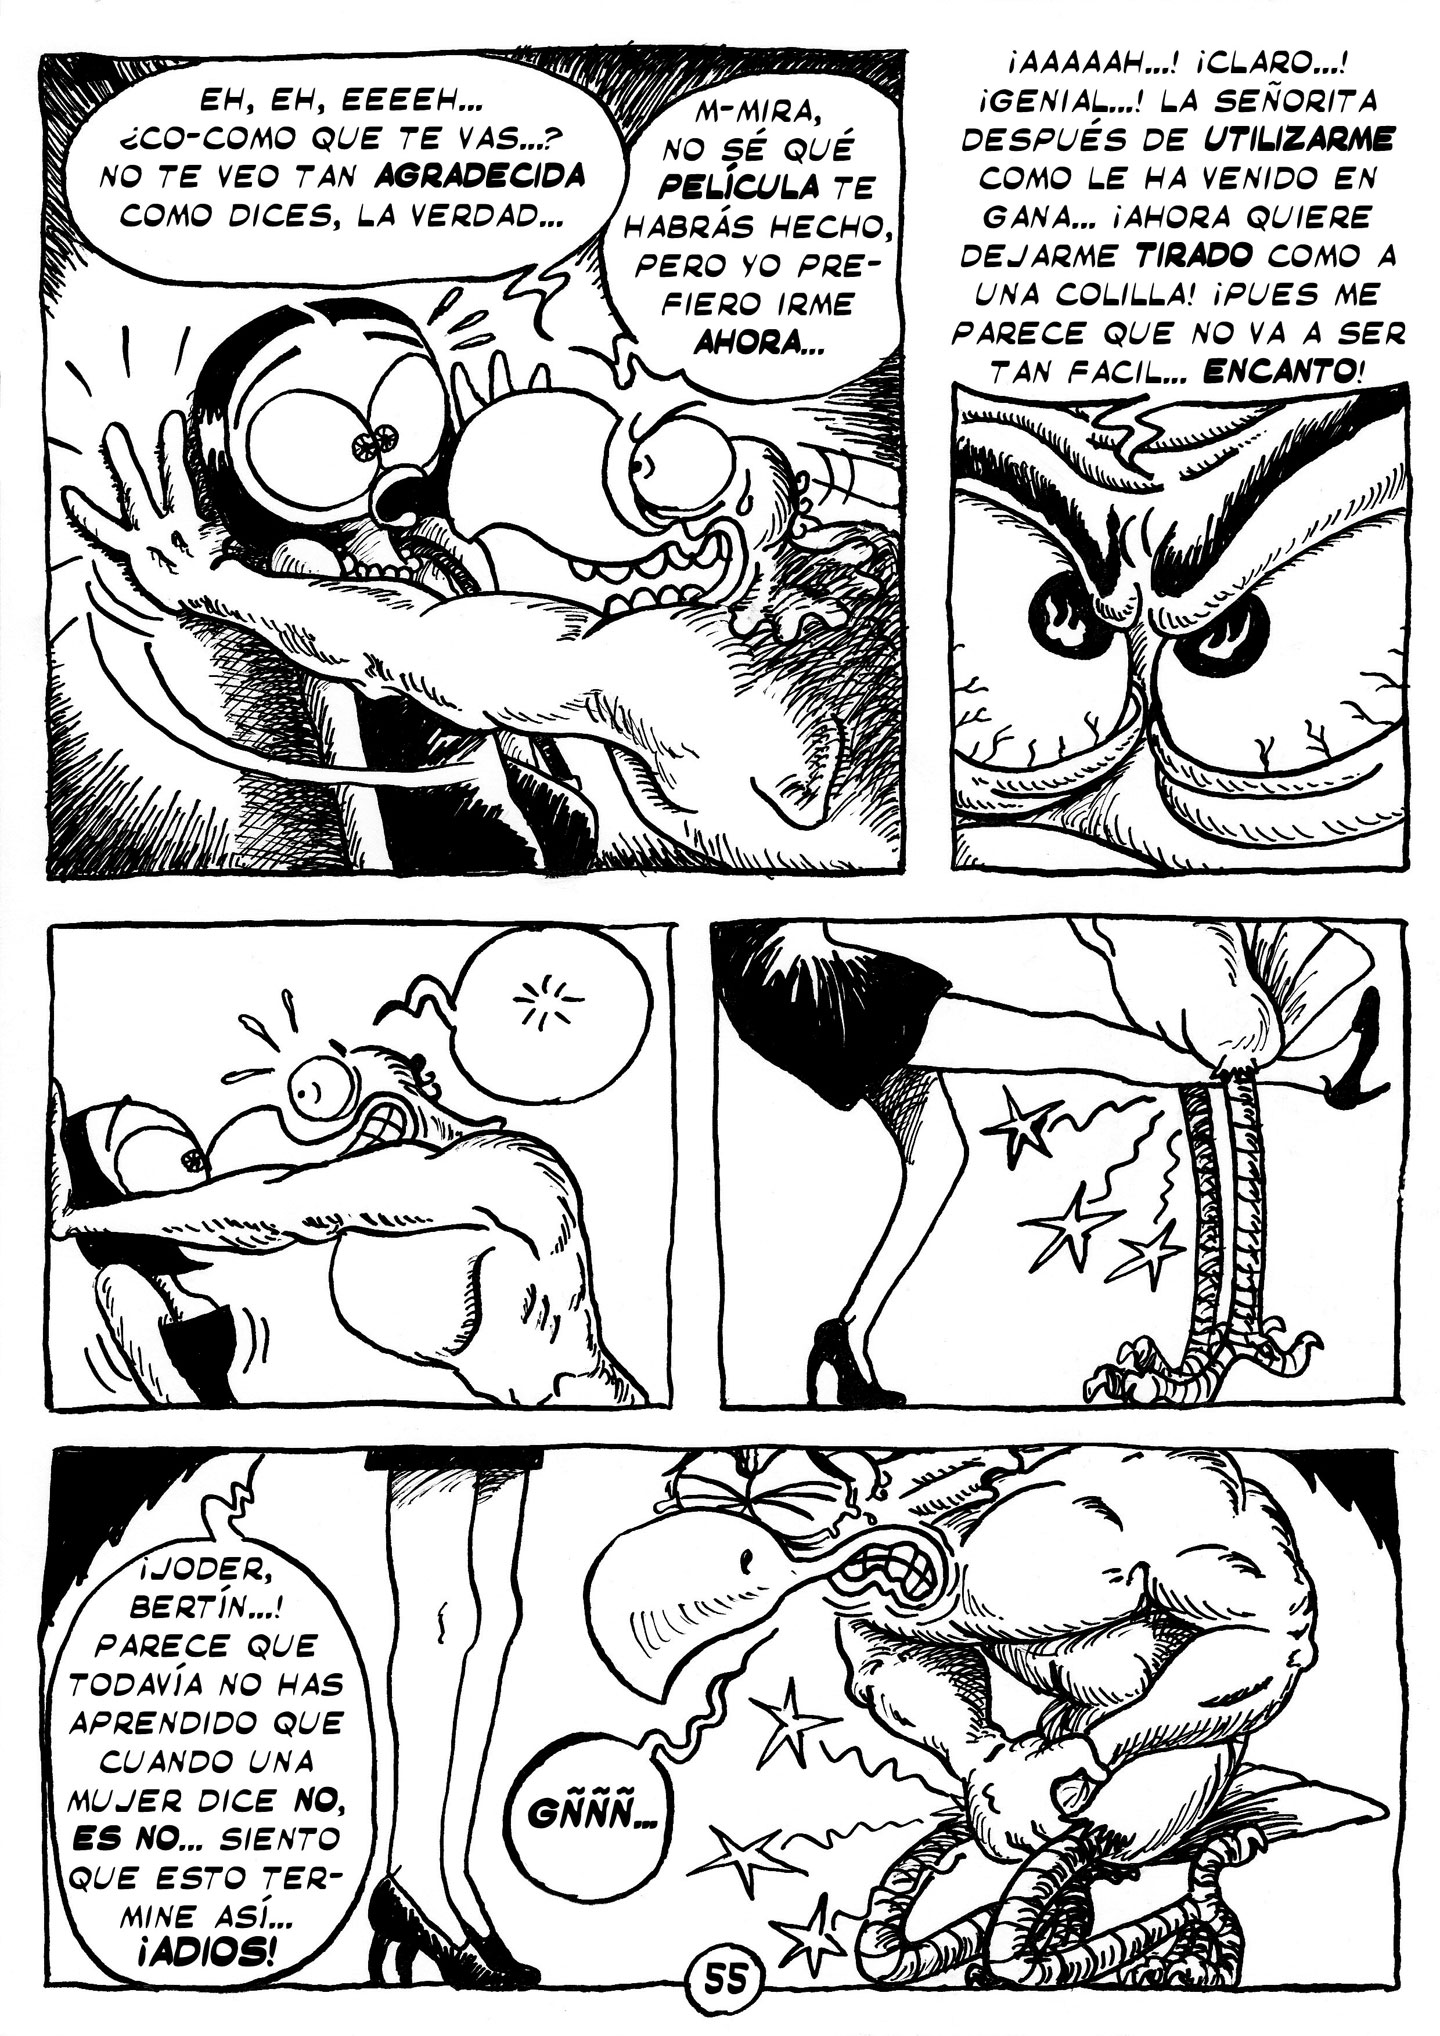 EH, EH, EEEEH...
¿CO-COMO QUE TE VAS...?
NO TE VEO TAN AGRADECIDA
COMO DICES, LA VERDAD...
M-MIRA,
NO SÉ QUÉ
PELÍCULA TE
HABRÁS HECHO,
PERO YO PRE-
FIERO IRME
AHORA...
¡AAAAAH...! ¡CLARO...!
¡GENIAL...! LA SEÑORITA
DESPUÉS DE UTILIZARME
COMO LE HA VENIDO EN
GANA... ¡AHORA QUIERE
DEJARME TIRADO COMO A
UNA COLILLA! ¡PUES ME
PARECE QUE NO VA A SER
TAN FACIL... ENCANTO!
¡JODER,
BERTÍN...!
PARECE QUE
TODAVÍA NO HAS
APRENDIDO QUE
CUANDO UNA
MUJER DICE NO,
ES NO... SIENTO
QUE ESTO TER-
MINE ASÍ...
¡ADIOS!
GÑÑÑ...
55